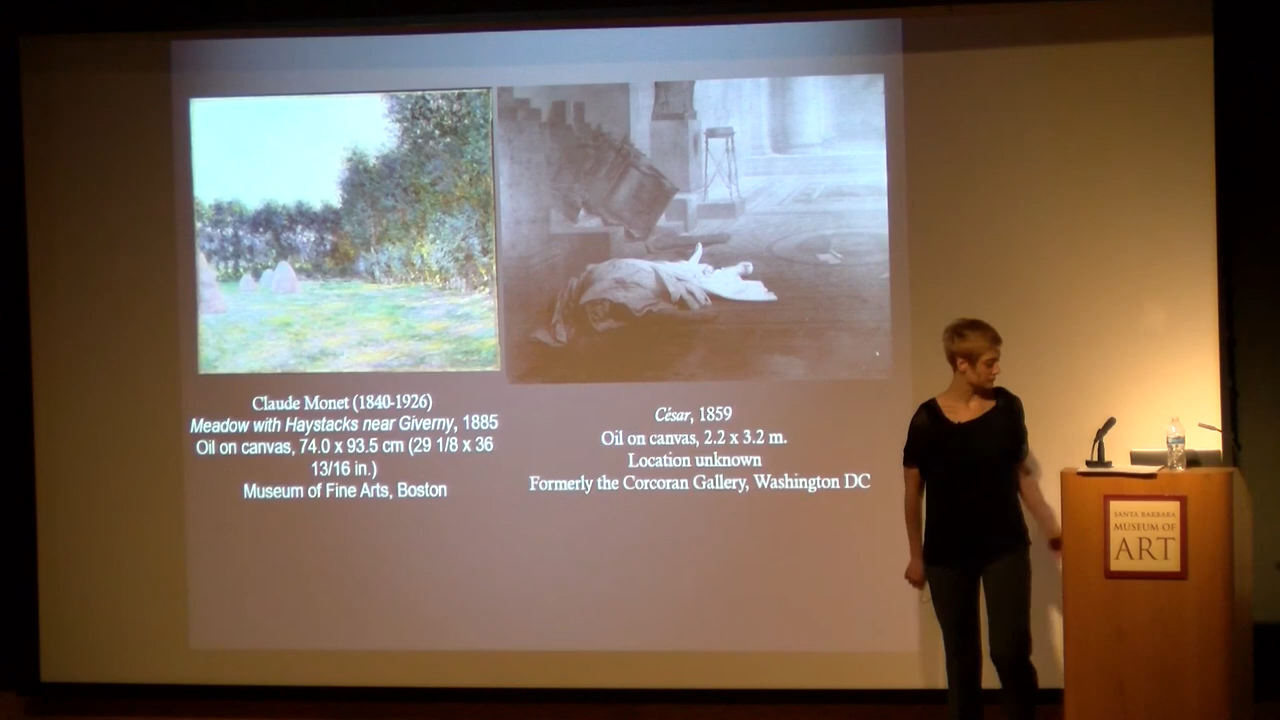 Claude Monet (1840-1926)
Meadow with Haystacks near Giverny, 1885
Oil on canvas, 74.0 x 93.5 cm (29 1/8 x 36
13/16 in.)
Museum of Fine Arts, Boston
César, 1859
Oil on canvas, 2.2 x 3.2 m.
Location unknown
Formerly the Corcoran Gallery, Washington DC
SANTA BARBARA
MUSEUM OF
ART